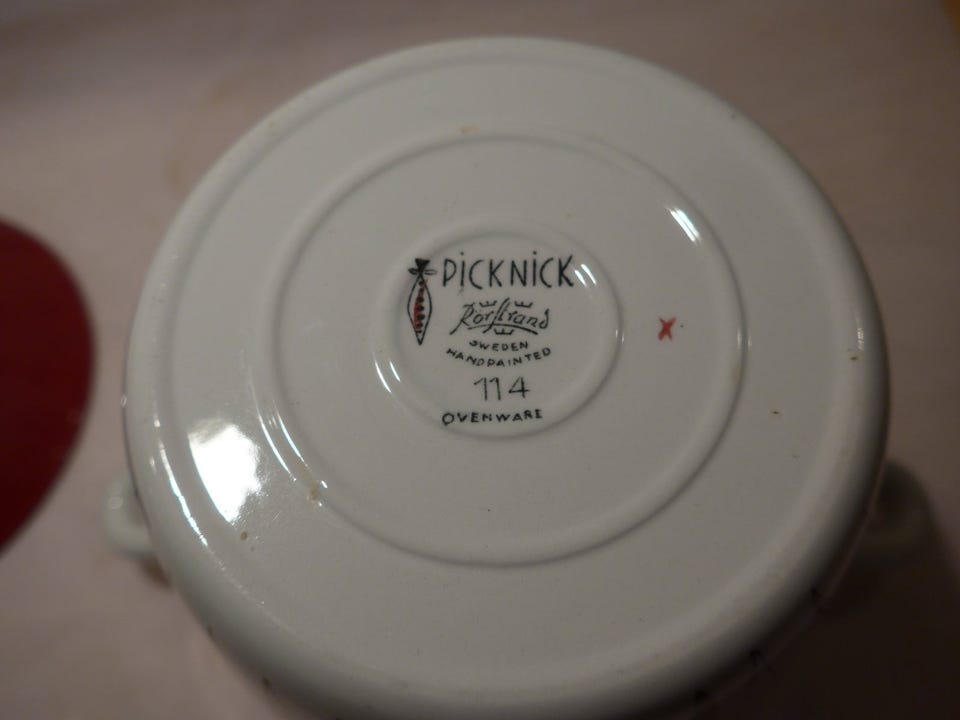 PiCKNiCK
Rörstrand
SWEDEN
HANDPAINTED
114
OVENWARE
x